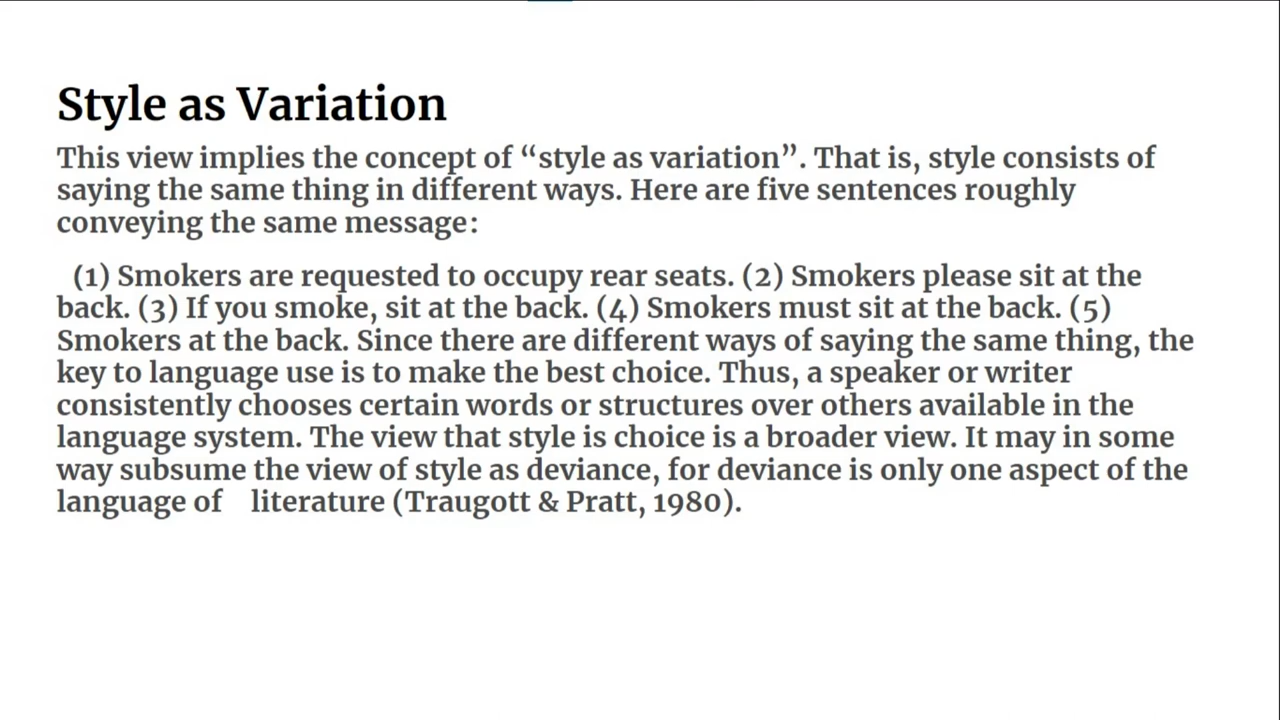 Style as Variation
This view implies the concept of “style as variation”. That is, style consists of
saying the same thing in different ways. Here are five sentences roughly
conveying the same message:
(1) Smokers are requested to occupy rear seats. (2) Smokers please sit at the
back. (3) If you smoke, sit at the back. (4) Smokers must sit at the back. (5)
Smokers at the back. Since there are different ways of saying the same thing, the
key to language use is to make the best choice. Thus, a speaker or writer
consistently chooses certain words or structures over others available in the
language system. The view that style is choice is a broader view. It may in some
way subsume the view of style as deviance, for deviance is only one aspect of the
language of    literature (Traugott & Pratt, 1980).